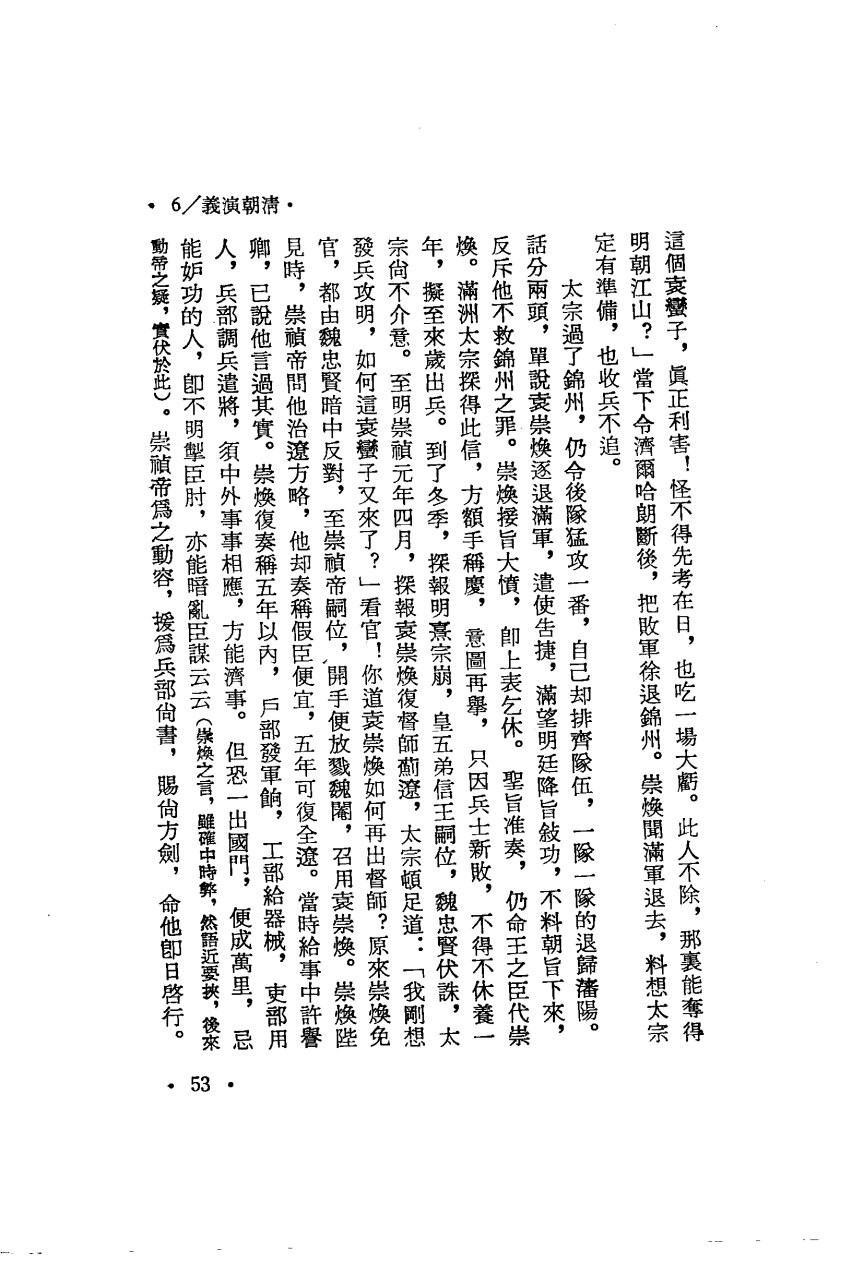 •清朝演義／6•
這個袁蠻子，眞正利害！怪不得先考在日，也吃一場大虧。此人不除，那裏能奪得
明朝江山？」當下令濟爾哈朗斷後，把敗軍徐退錦州。崇煥聞滿軍退去，料想太宗
定有準備，也收兵不追。
太宗過了錦州，仍令後隊猛攻一番，自己却排齊隊伍，一隊一隊的退歸瀋陽。
話分兩頭，單說袁崇煥逐退滿軍，遣使告捷，滿望明廷降旨敍功，不料朝旨下來，
反斥他不救錦州之罪。崇煥接旨大憤，卽上表乞休。聖旨准奏，仍命王之臣代崇
煥。滿洲太宗探得此信，方額手稱慶，意圖再舉，只因兵士新敗，不得不休養一
年，擬至來歲出兵。到了冬季，探報明熹宗崩，皇五弟信王嗣位，魏忠賢伏誅，太
宗尙不介意。至明崇禎元年四月，探報袁崇煥復督師薊遼，太宗頓足道：「我剛想
發兵攻明，如何這袁蠻子又來了？」看官！你道袁崇煥如何再出督師？原來崇煥免
官，都由魏忠賢暗中反對，至崇禎帝嗣位，開手便放戮魏閹，召用袁崇煥。崇煥陛
見時，崇禎帝問他治遼方略，他却奏稱假臣便宜，五年可復全遼。當時給事中許譽
卿，已說他言過其實。崇煥復奏稱五年以內，戶部發軍餉，工部給器械，吏部用
人，兵部調兵遣將，須中外事事相應，方能濟事。但恐一出國門，便成萬里，忌
能妒功的人，卽不明掣臣肘，亦能暗亂臣謀云云（崇煥之言，雖確中時弊，然語近要挾，後來
動帝之疑，實伏於此）。崇禎帝爲之動容，援爲兵部尙書，賜尙方劍，命他卽日啓行。
• 53 •